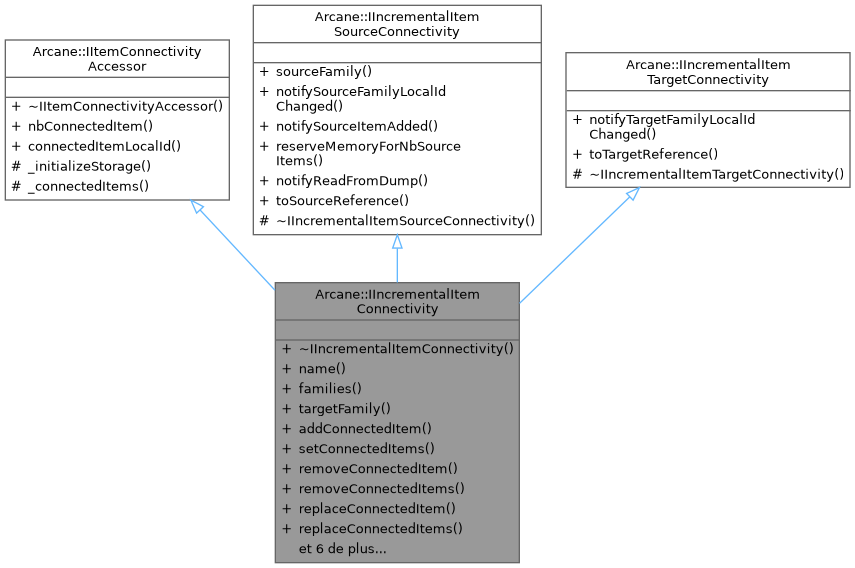 Arcane::IItemConnectivity
Accessor
+ ~IItemConnectivityAccessor()
+ nbConnectedItem()
+ connectedItemLocalId()
# _initializeStorage()
# _connectedItems()
Arcane::IIncrementalItem
SourceConnectivity
+ sourceFamily()
+ notifySourceFamilyLocalId
Changed()
+ notifySourceItemAdded()
+ reserveMemoryForNbSource
Items()
+ notifyReadFromDump()
+ toSourceReference()
# ~IIncrementalItemSourceConnectivity()
Arcane::IIncrementalItem
TargetConnectivity
+ notifyTargetFamilyLocalId
Changed()
+ toTargetReference()
# ~IIncrementalItemTargetConnectivity()
Arcane::IIncrementalItem
Connectivity
+ ~IIncrementalItemConnectivity()
+ name()
+ families()
+ targetFamily()
+ addConnectedItem()
+ setConnectedItems()
+ removeConnectedItem()
+ removeConnectedItems()
+ replaceConnectedItem()
+ replaceConnectedItems()
et 6 de plus...